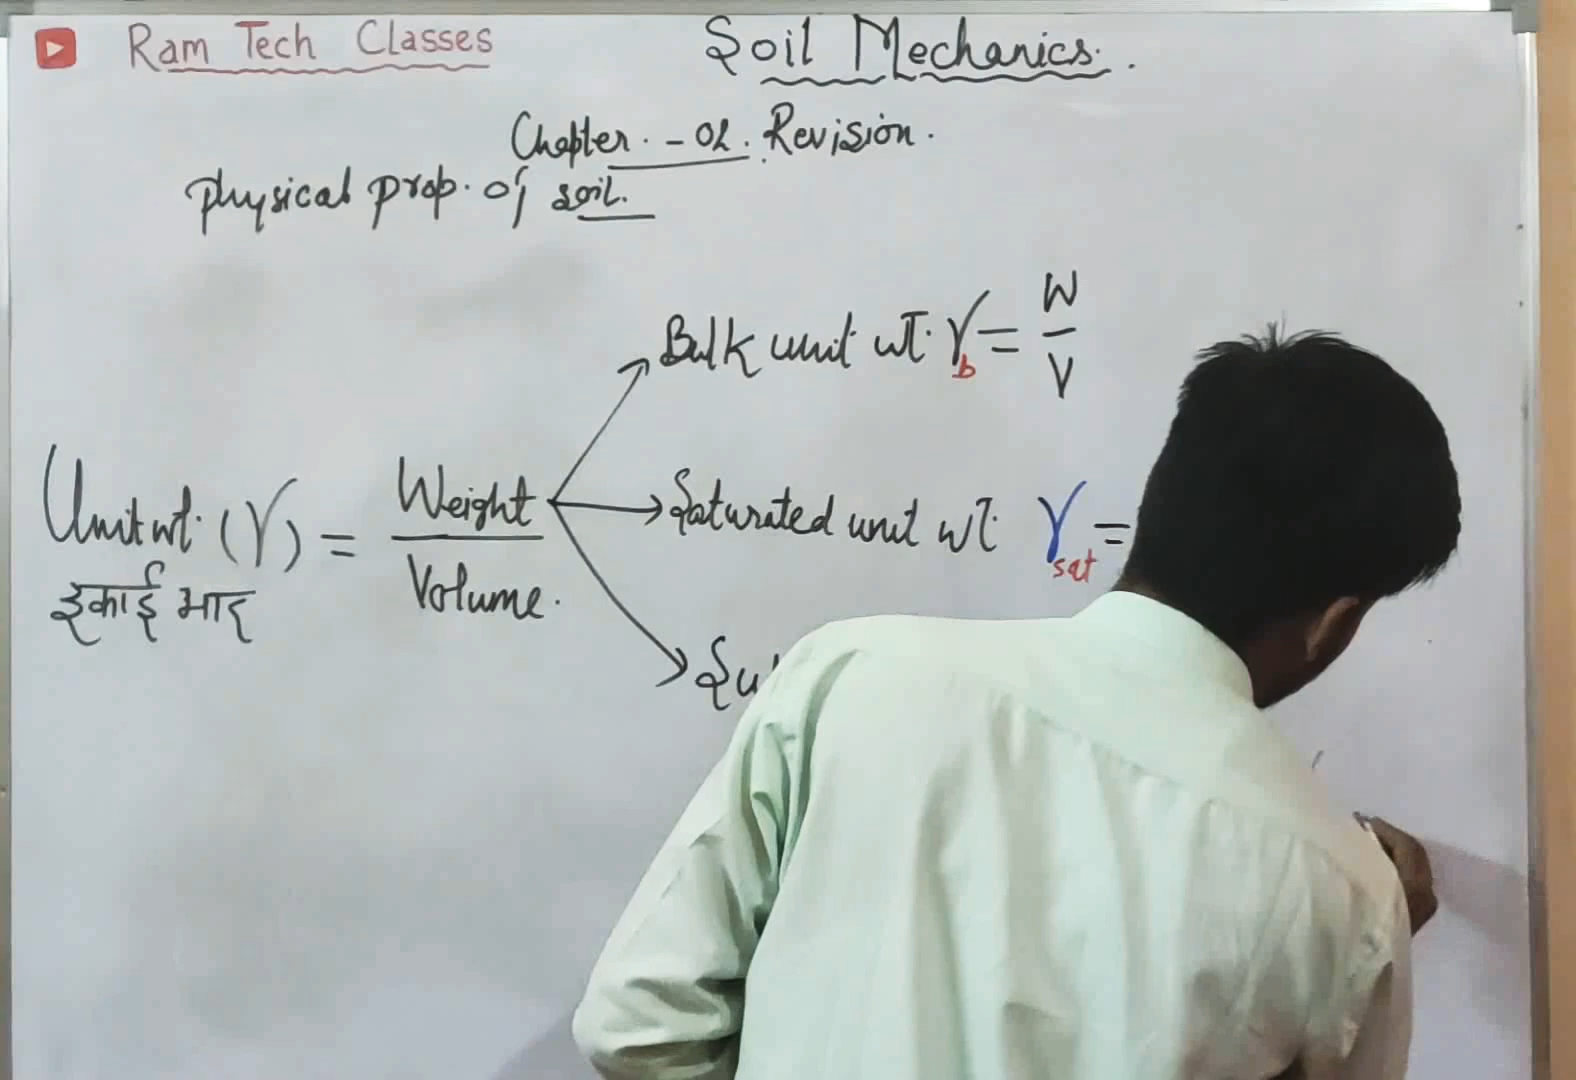 Ram Tech Classes
Soil Mechanics.
Chapter. - 02. Revision.
Physical prop. of soil.
Bulk unit wt. γb = W/V
Unit wt. (γ) = Weight/Volume.
इकाई भार
Saturated unit wt. γsat =